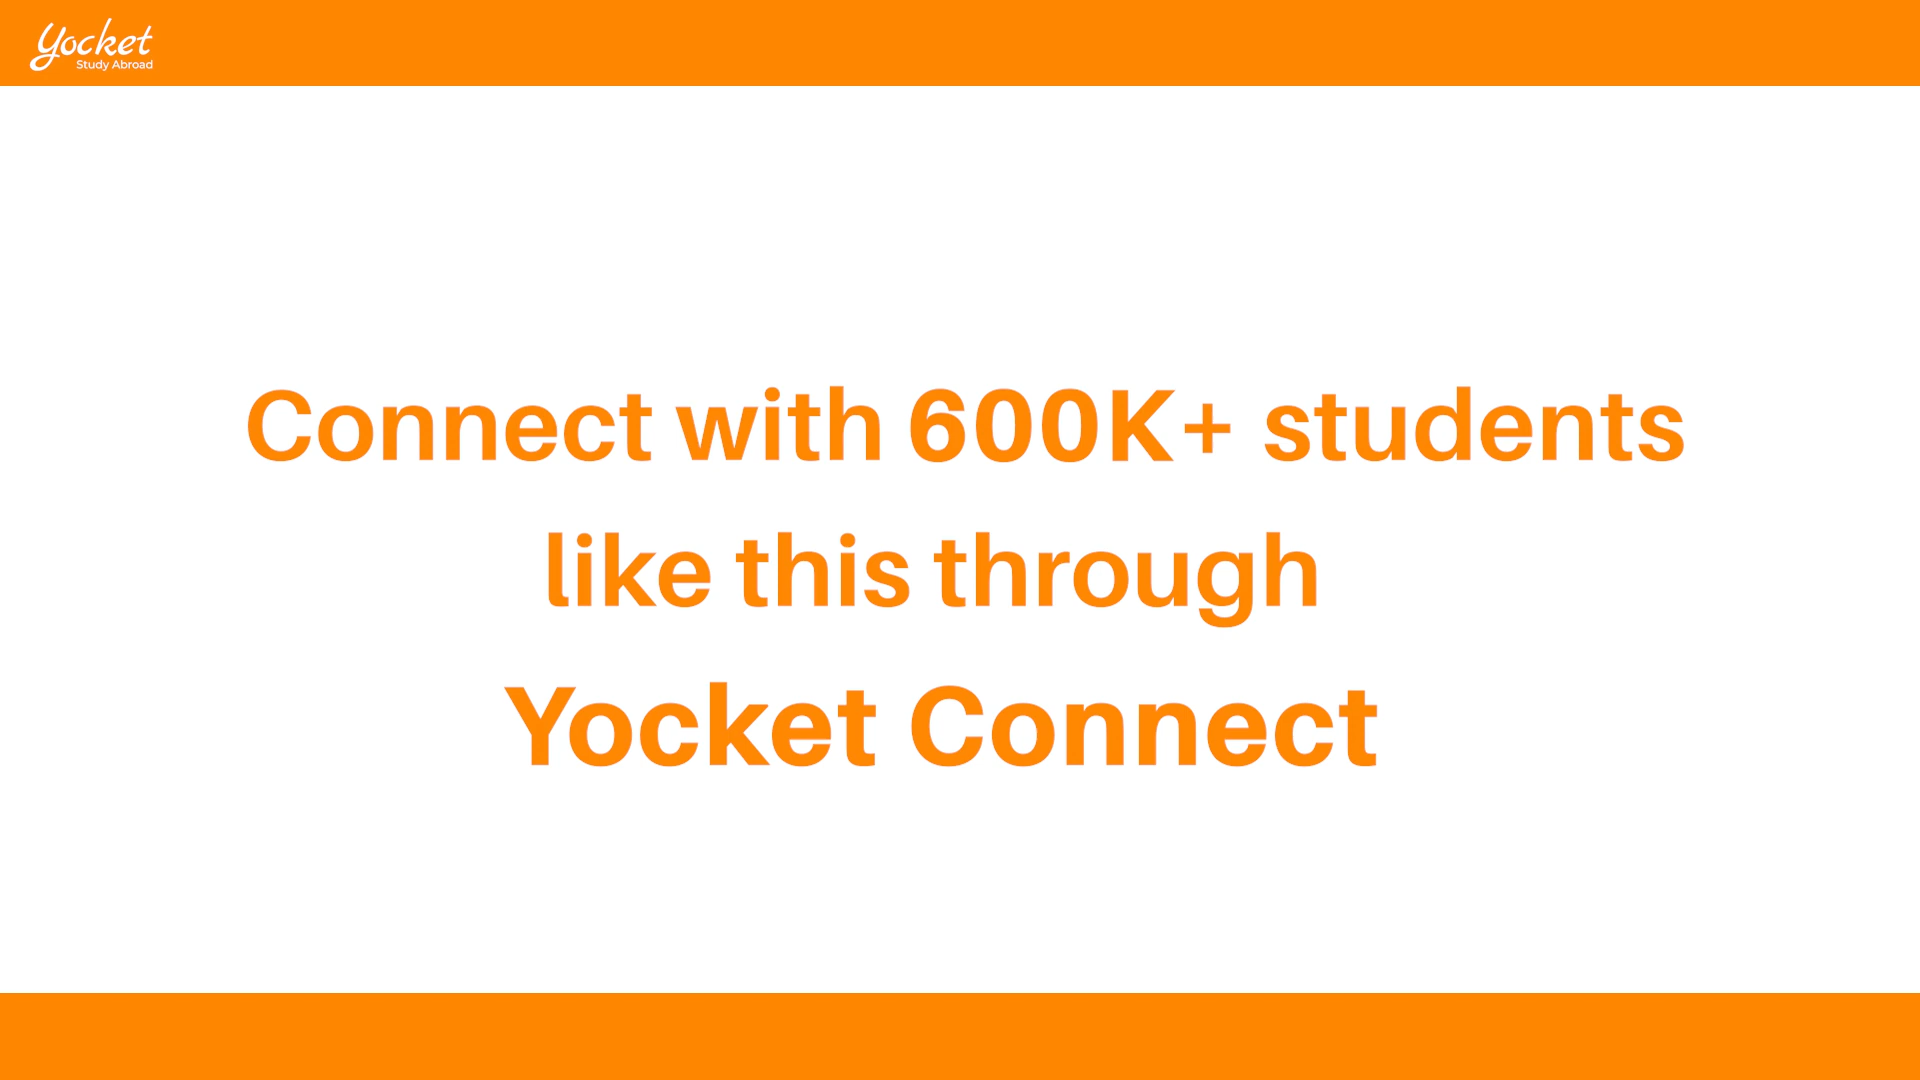 Yocket
Study Abroad
Connect with 600K+ students
like this through
Yocket Connect